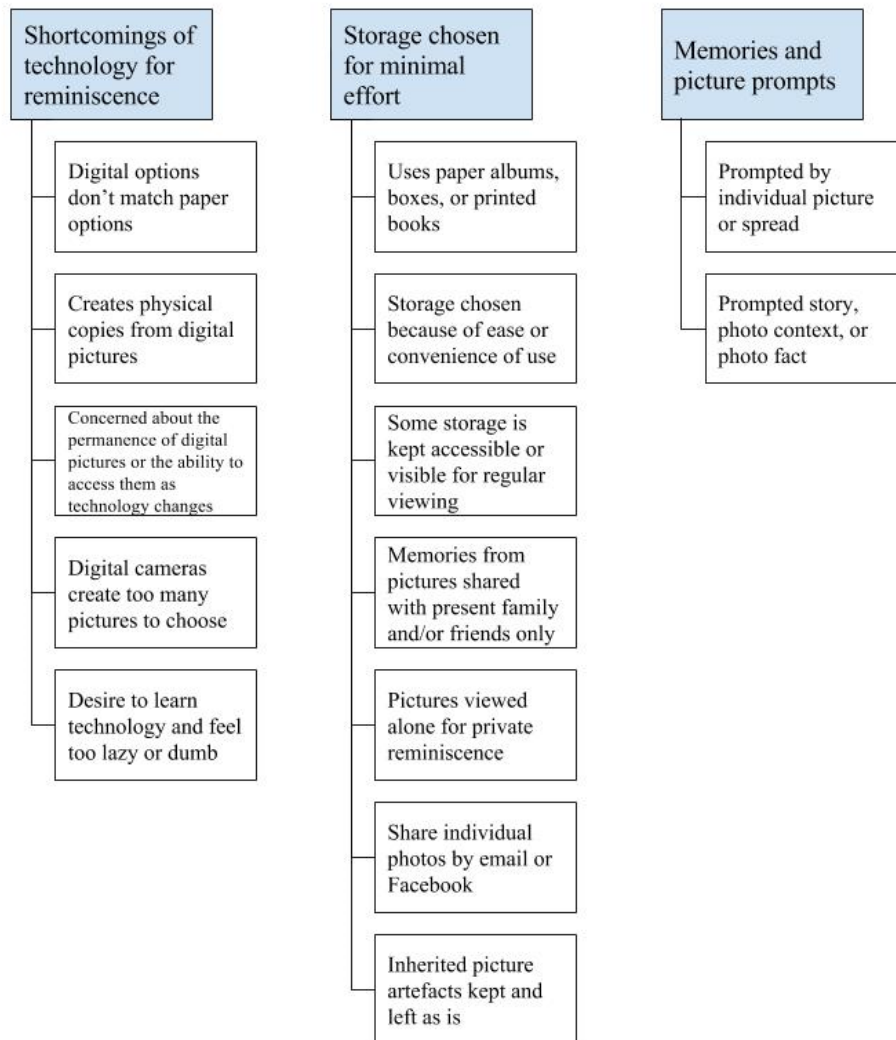 Shortcomings of
technology for
reminiscence
Digital options
don't match paper
options
Creates physical
copies from digital
pictures
Concerned about the
permanence of digital
pictures or the ability to
access them as
technology changes
Digital cameras
create too many
pictures to choose
Desire to learn
technology and feel
too lazy or dumb
Storage chosen
for minimal
effort
Uses paper albums,
boxes, or printed
books
Storage chosen
because of ease or
convenience of use
Some storage is
kept accessible or
visible for regular
viewing
Memories from
pictures shared
with present family
and/or friends only
Pictures viewed
alone for private
reminiscence
Share individual
photos by email or
Facebook
Inherited picture
artefacts kept and
left as is
Memories and
picture prompts
Prompted by
individual picture
or spread
Prompted story,
photo context, or
photo fact